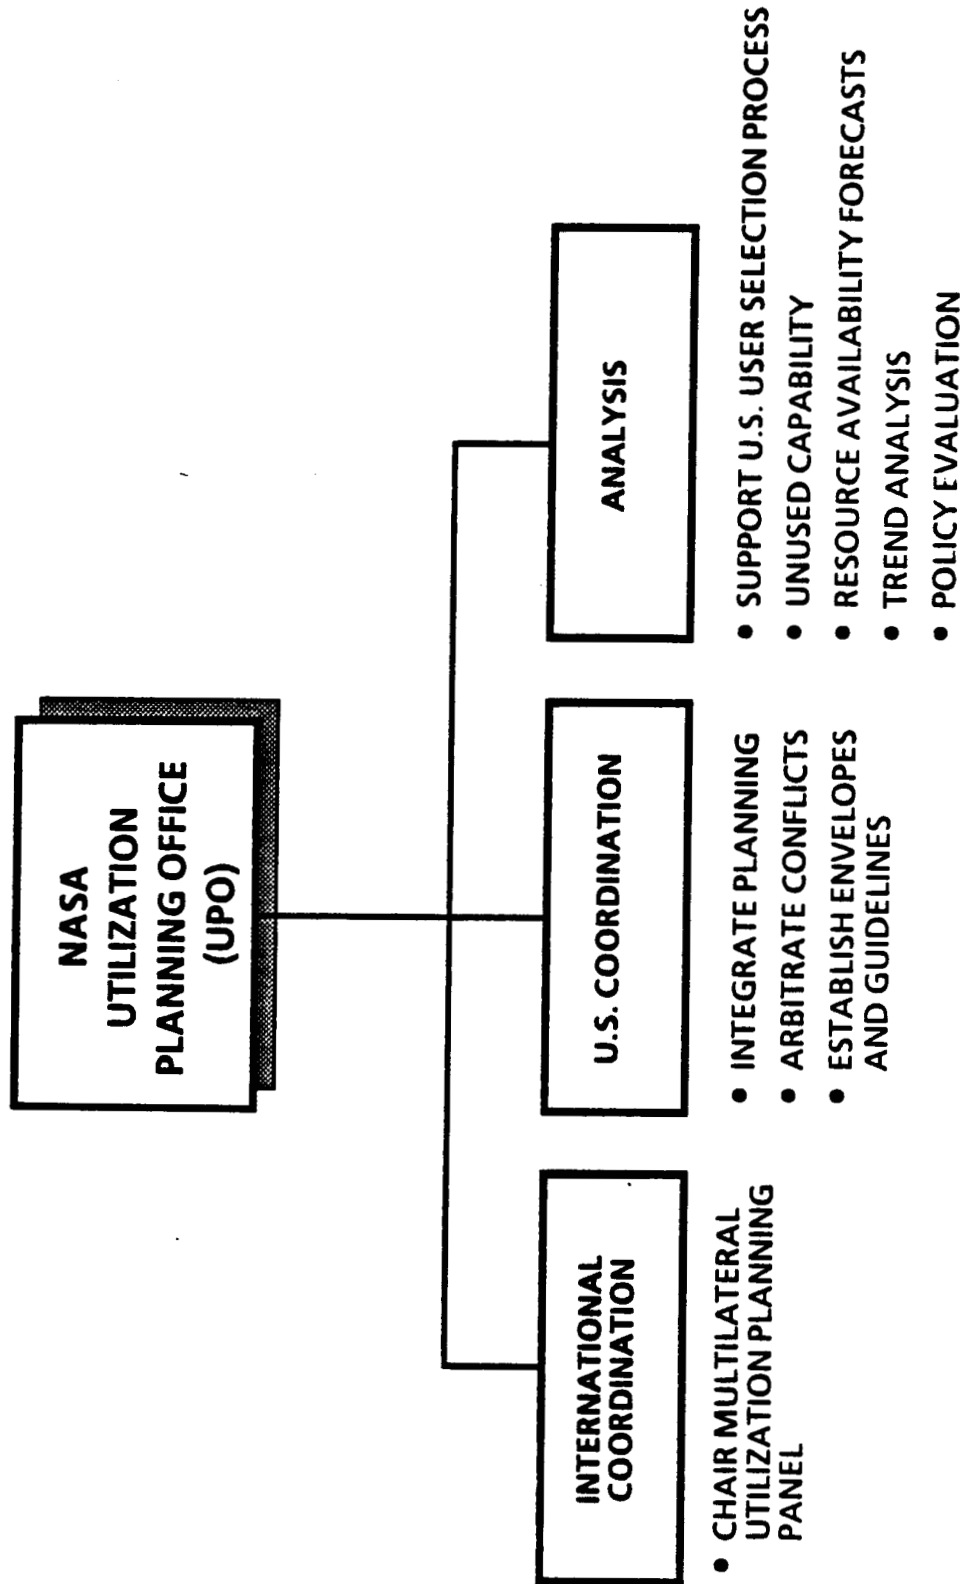 NASA
UTILIZATION
PLANNING OFFICE
(UPO)
INTERNATIONAL
COORDINATION
• CHAIR MULTILATERAL
UTILIZATION PLANNING
PANEL
U.S. COORDINATION
• INTEGRATE PLANNING
• ARBITRATE CONFLICTS
• ESTABLISH ENVELOPES
AND GUIDELINES
ANALYSIS
• SUPPORT U.S. USER SELECTION PROCESS
• UNUSED CAPABILITY
• RESOURCE AVAILABILITY FORECASTS
• TREND ANALYSIS
• POLICY EVALUATION